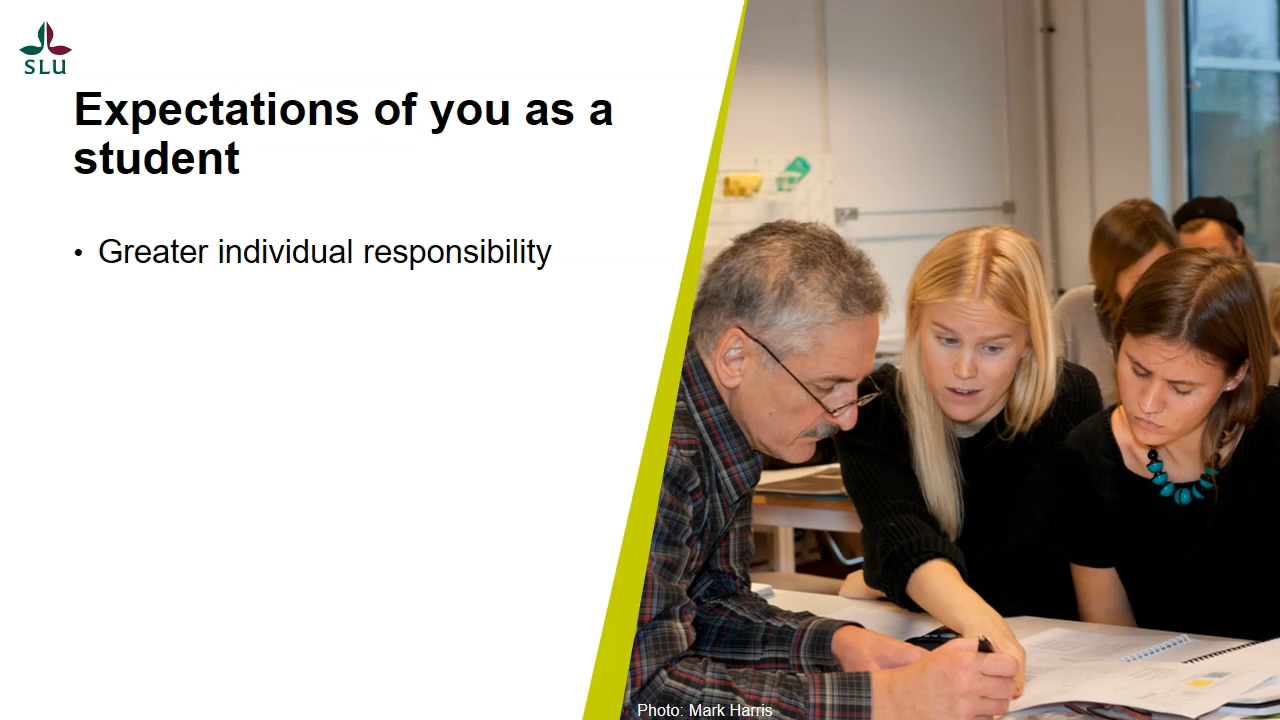 SLU
Expectations of you as a
student
• Greater individual responsibility
Photo: Mark Harris